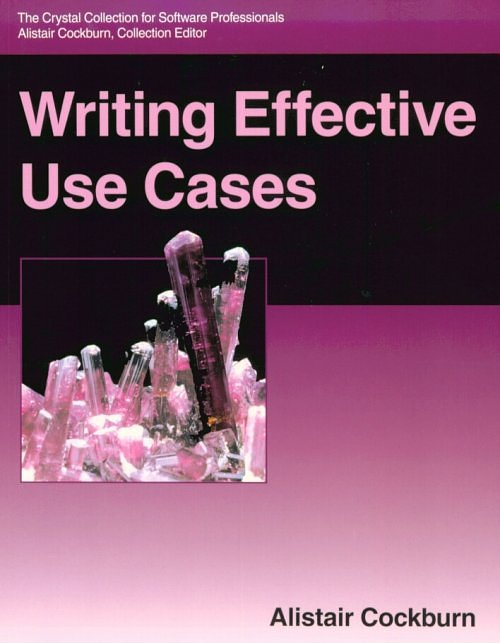 The Crystal Collection for Software Professionals
Alistair Cockburn, Collection Editor
Writing Effective
Use Cases
Alistair Cockburn